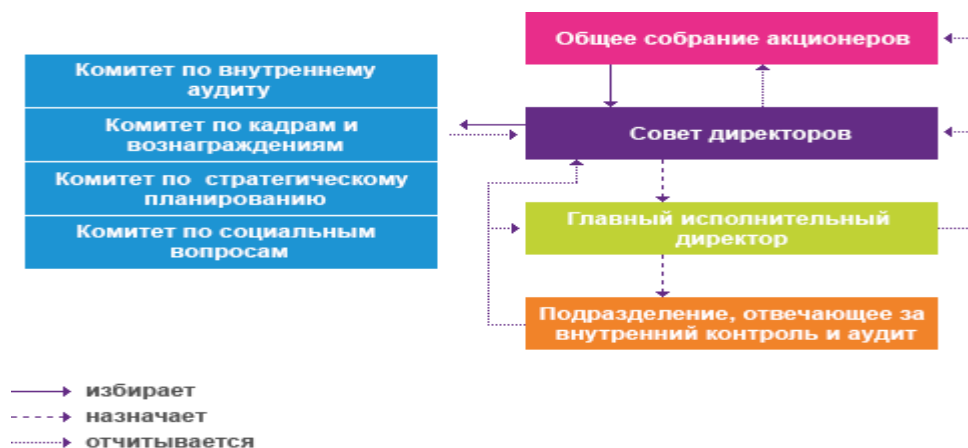 Общее собрание акционеров
Комитет по внутреннему
аудиту
Комитет по кадрам и
вознаграждениям
Комитет по стратегическому
планированию
Комитет по социальным
вопросам
Совет директоров
Главный исполнительный
директор
Подразделение, отвечающее за
внутренний контроль и аудит
избирает
назначает
отчитывается